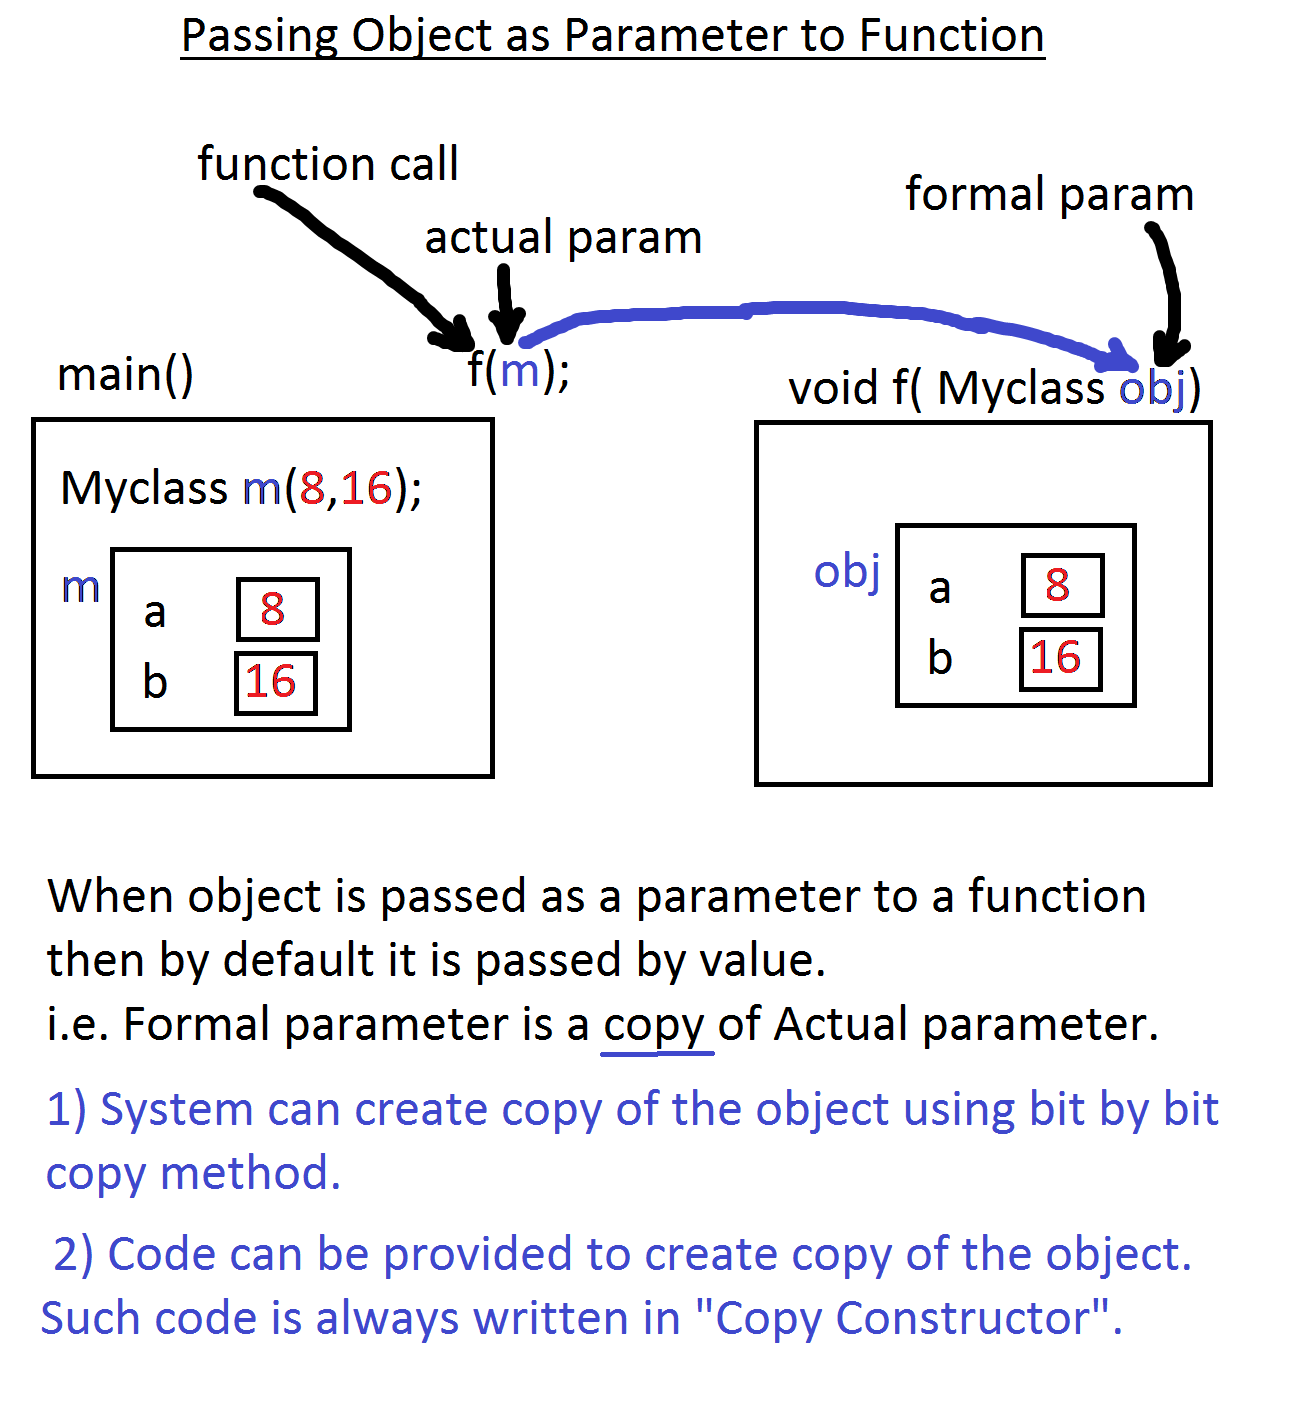 Passing Object as Parameter to Function
function call
actual param
formal param
main()
f(m);
void f( Myclass obj)
Myclass m(8,16);
m
a 8
b 16
obj
a 8
b 16
When object is passed as a parameter to a function
then by default it is passed by value.
i.e. Formal parameter is a copy of Actual parameter.
1) System can create copy of the object using bit by bit
copy method.
2) Code can be provided to create copy of the object.
Such code is always written in "Copy Constructor".